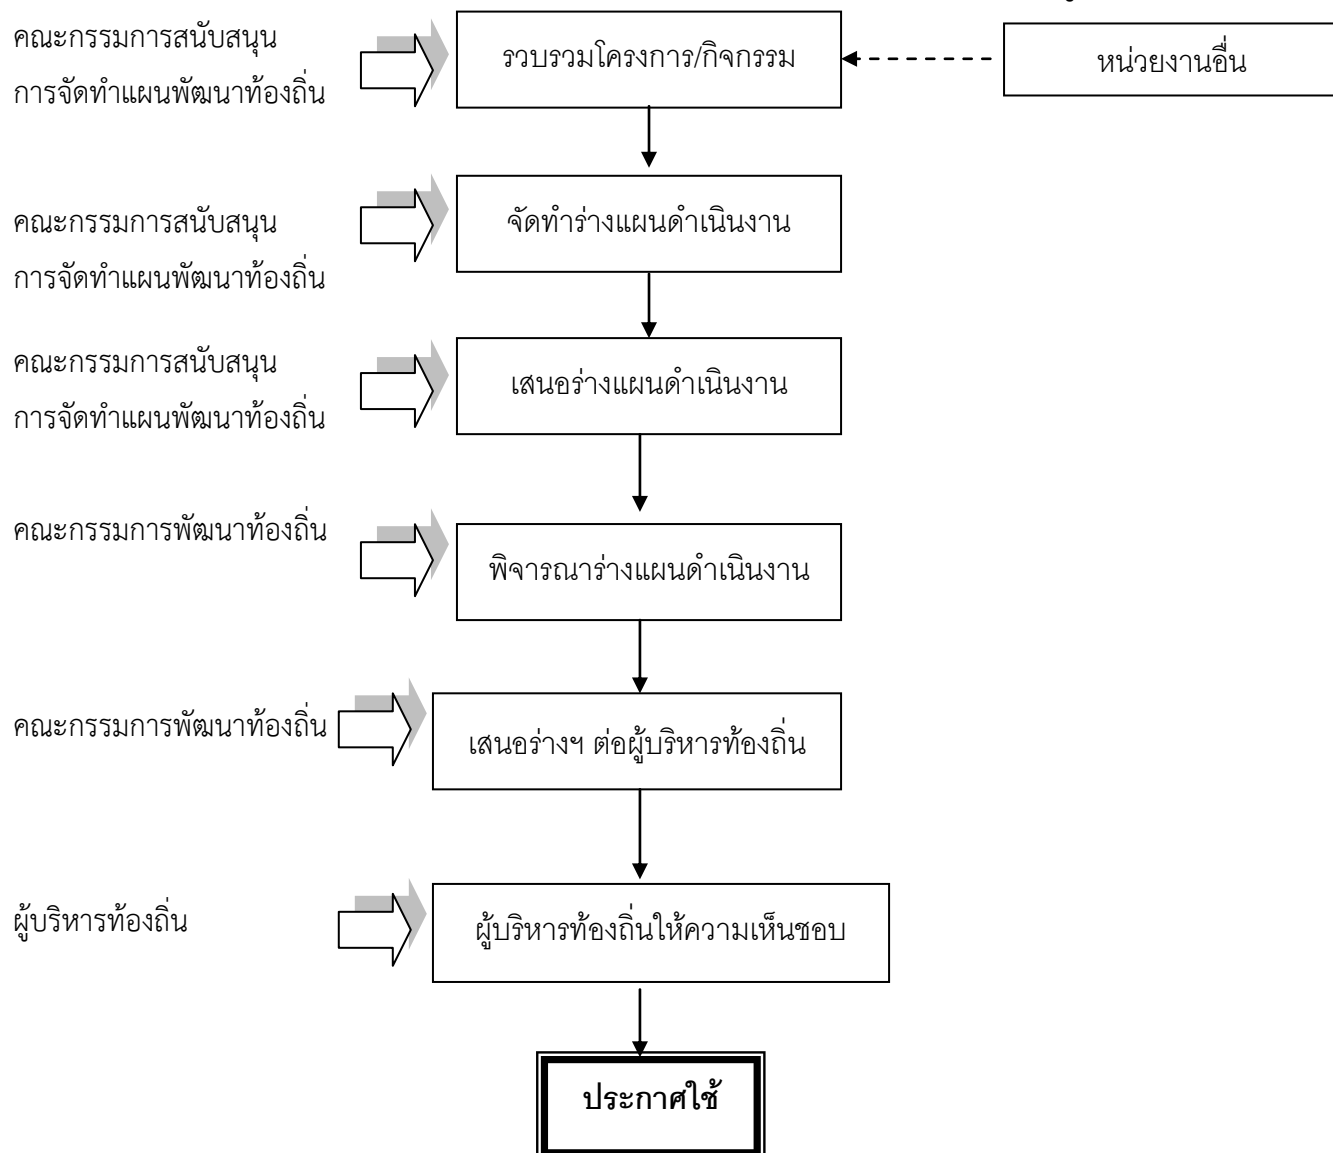 คณะกรรมการสนับสนุน
การจัดทำแผนพัฒนาท้องถิ่น
รวบรวมโครงการ/กิจกรรม
หน่วยงานอื่น
คณะกรรมการสนับสนุน
การจัดทำแผนพัฒนาท้องถิ่น
จัดทำร่างแผนดำเนินงาน
คณะกรรมการสนับสนุน
การจัดทำแผนพัฒนาท้องถิ่น
เสนอร่างแผนดำเนินงาน
คณะกรรมการพัฒนาท้องถิ่น
พิจารณาร่างแผนดำเนินงาน
คณะกรรมการพัฒนาท้องถิ่น
เสนอร่างฯ ต่อผู้บริหารท้องถิ่น
ผู้บริหารท้องถิ่น
ผู้บริหารท้องถิ่นให้ความเห็นชอบ
ประกาศใช้